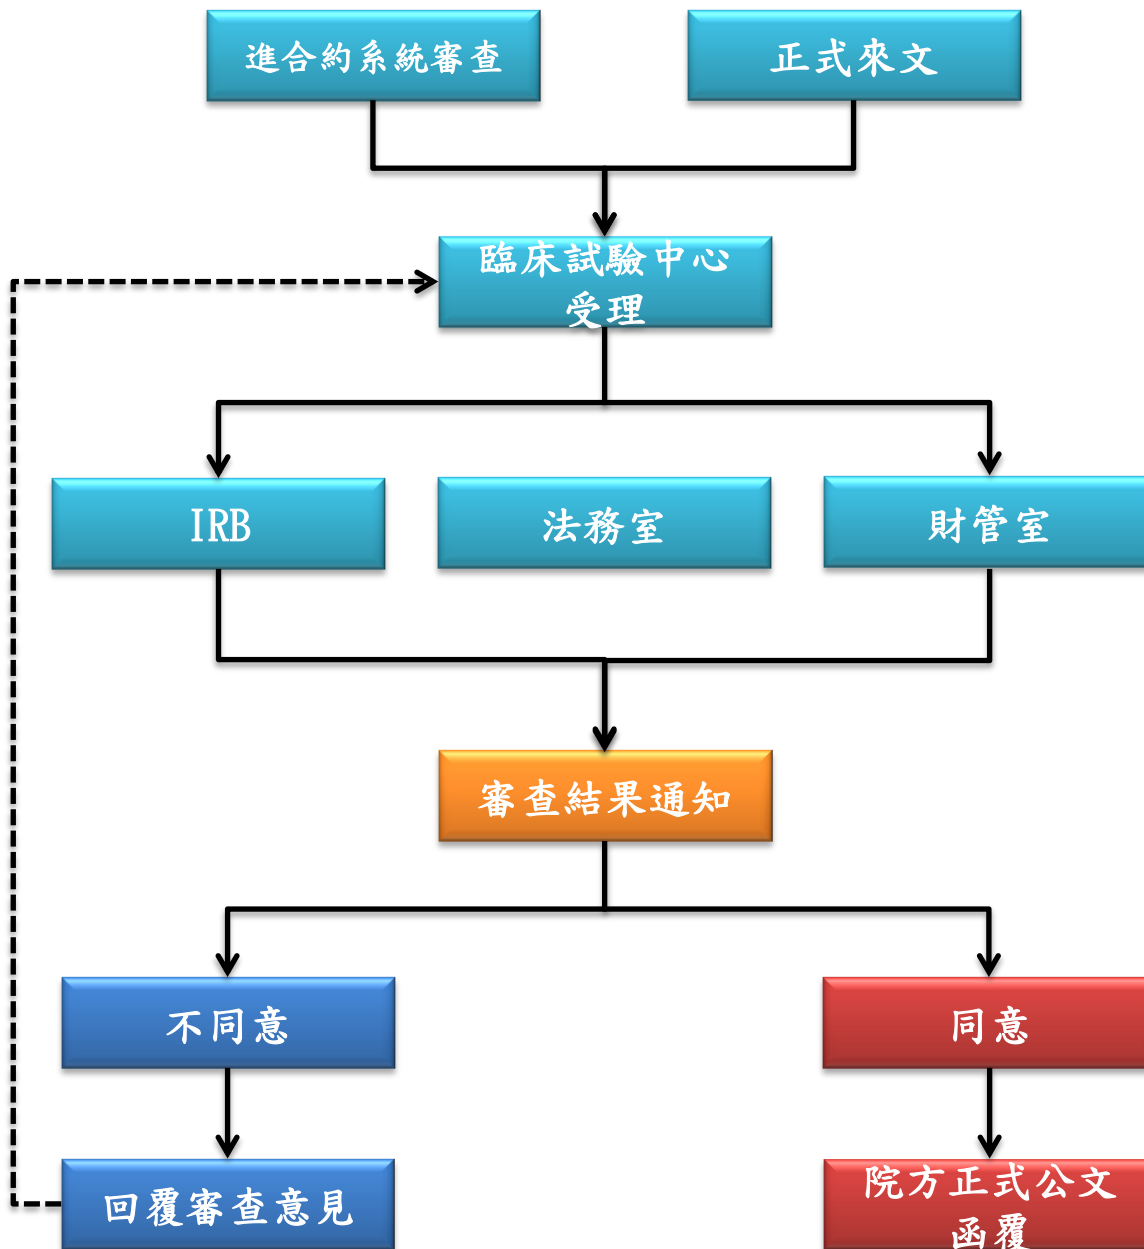 進合約系統審查
正式來文
臨床試驗中心
受理
IRB
法務室
財管室
審查結果通知
不同意
同意
回覆審查意見
院方正式公文
函覆